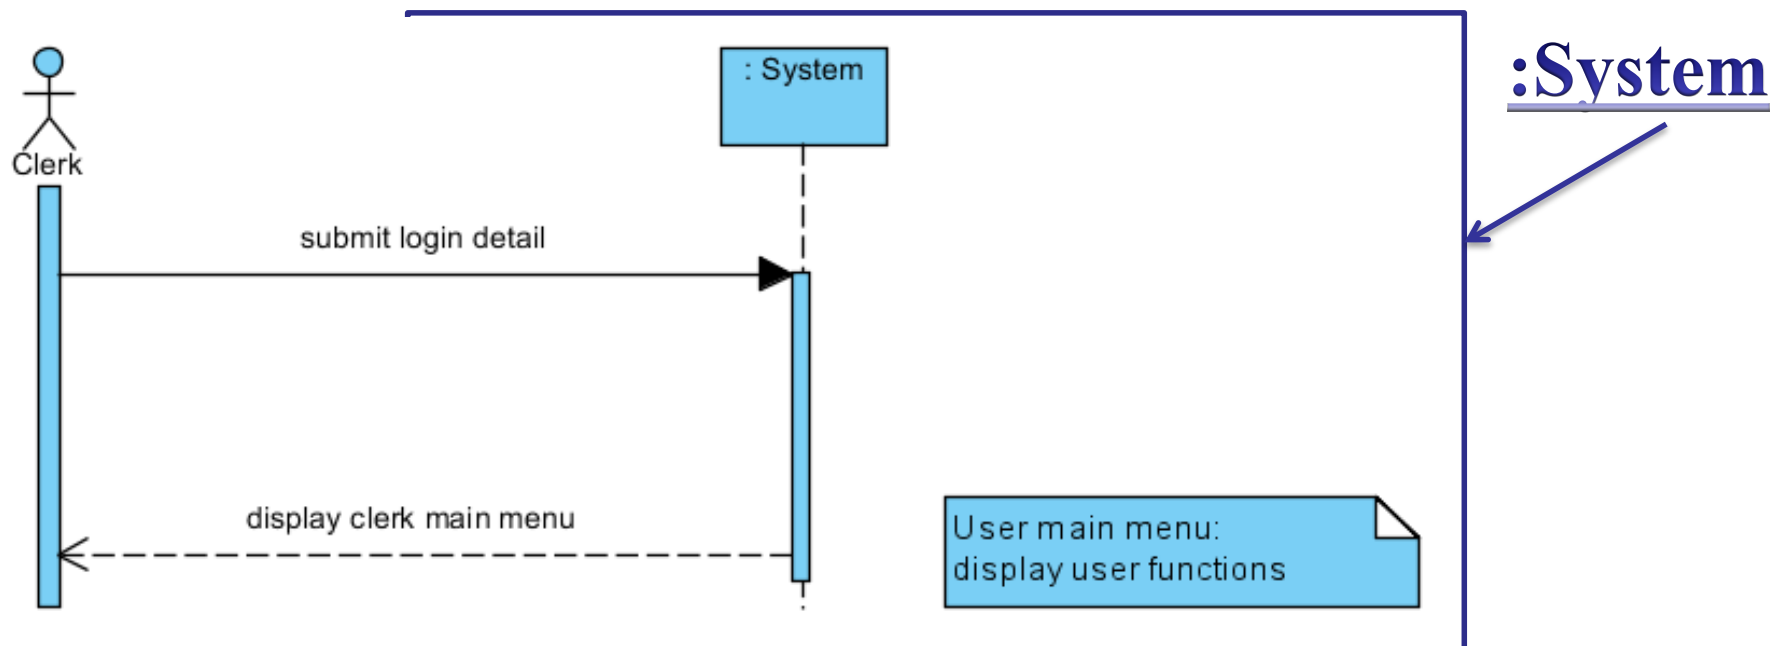 : System
:System
Clerk
submit login detail
display clerk main menu
User main menu:
display user functions